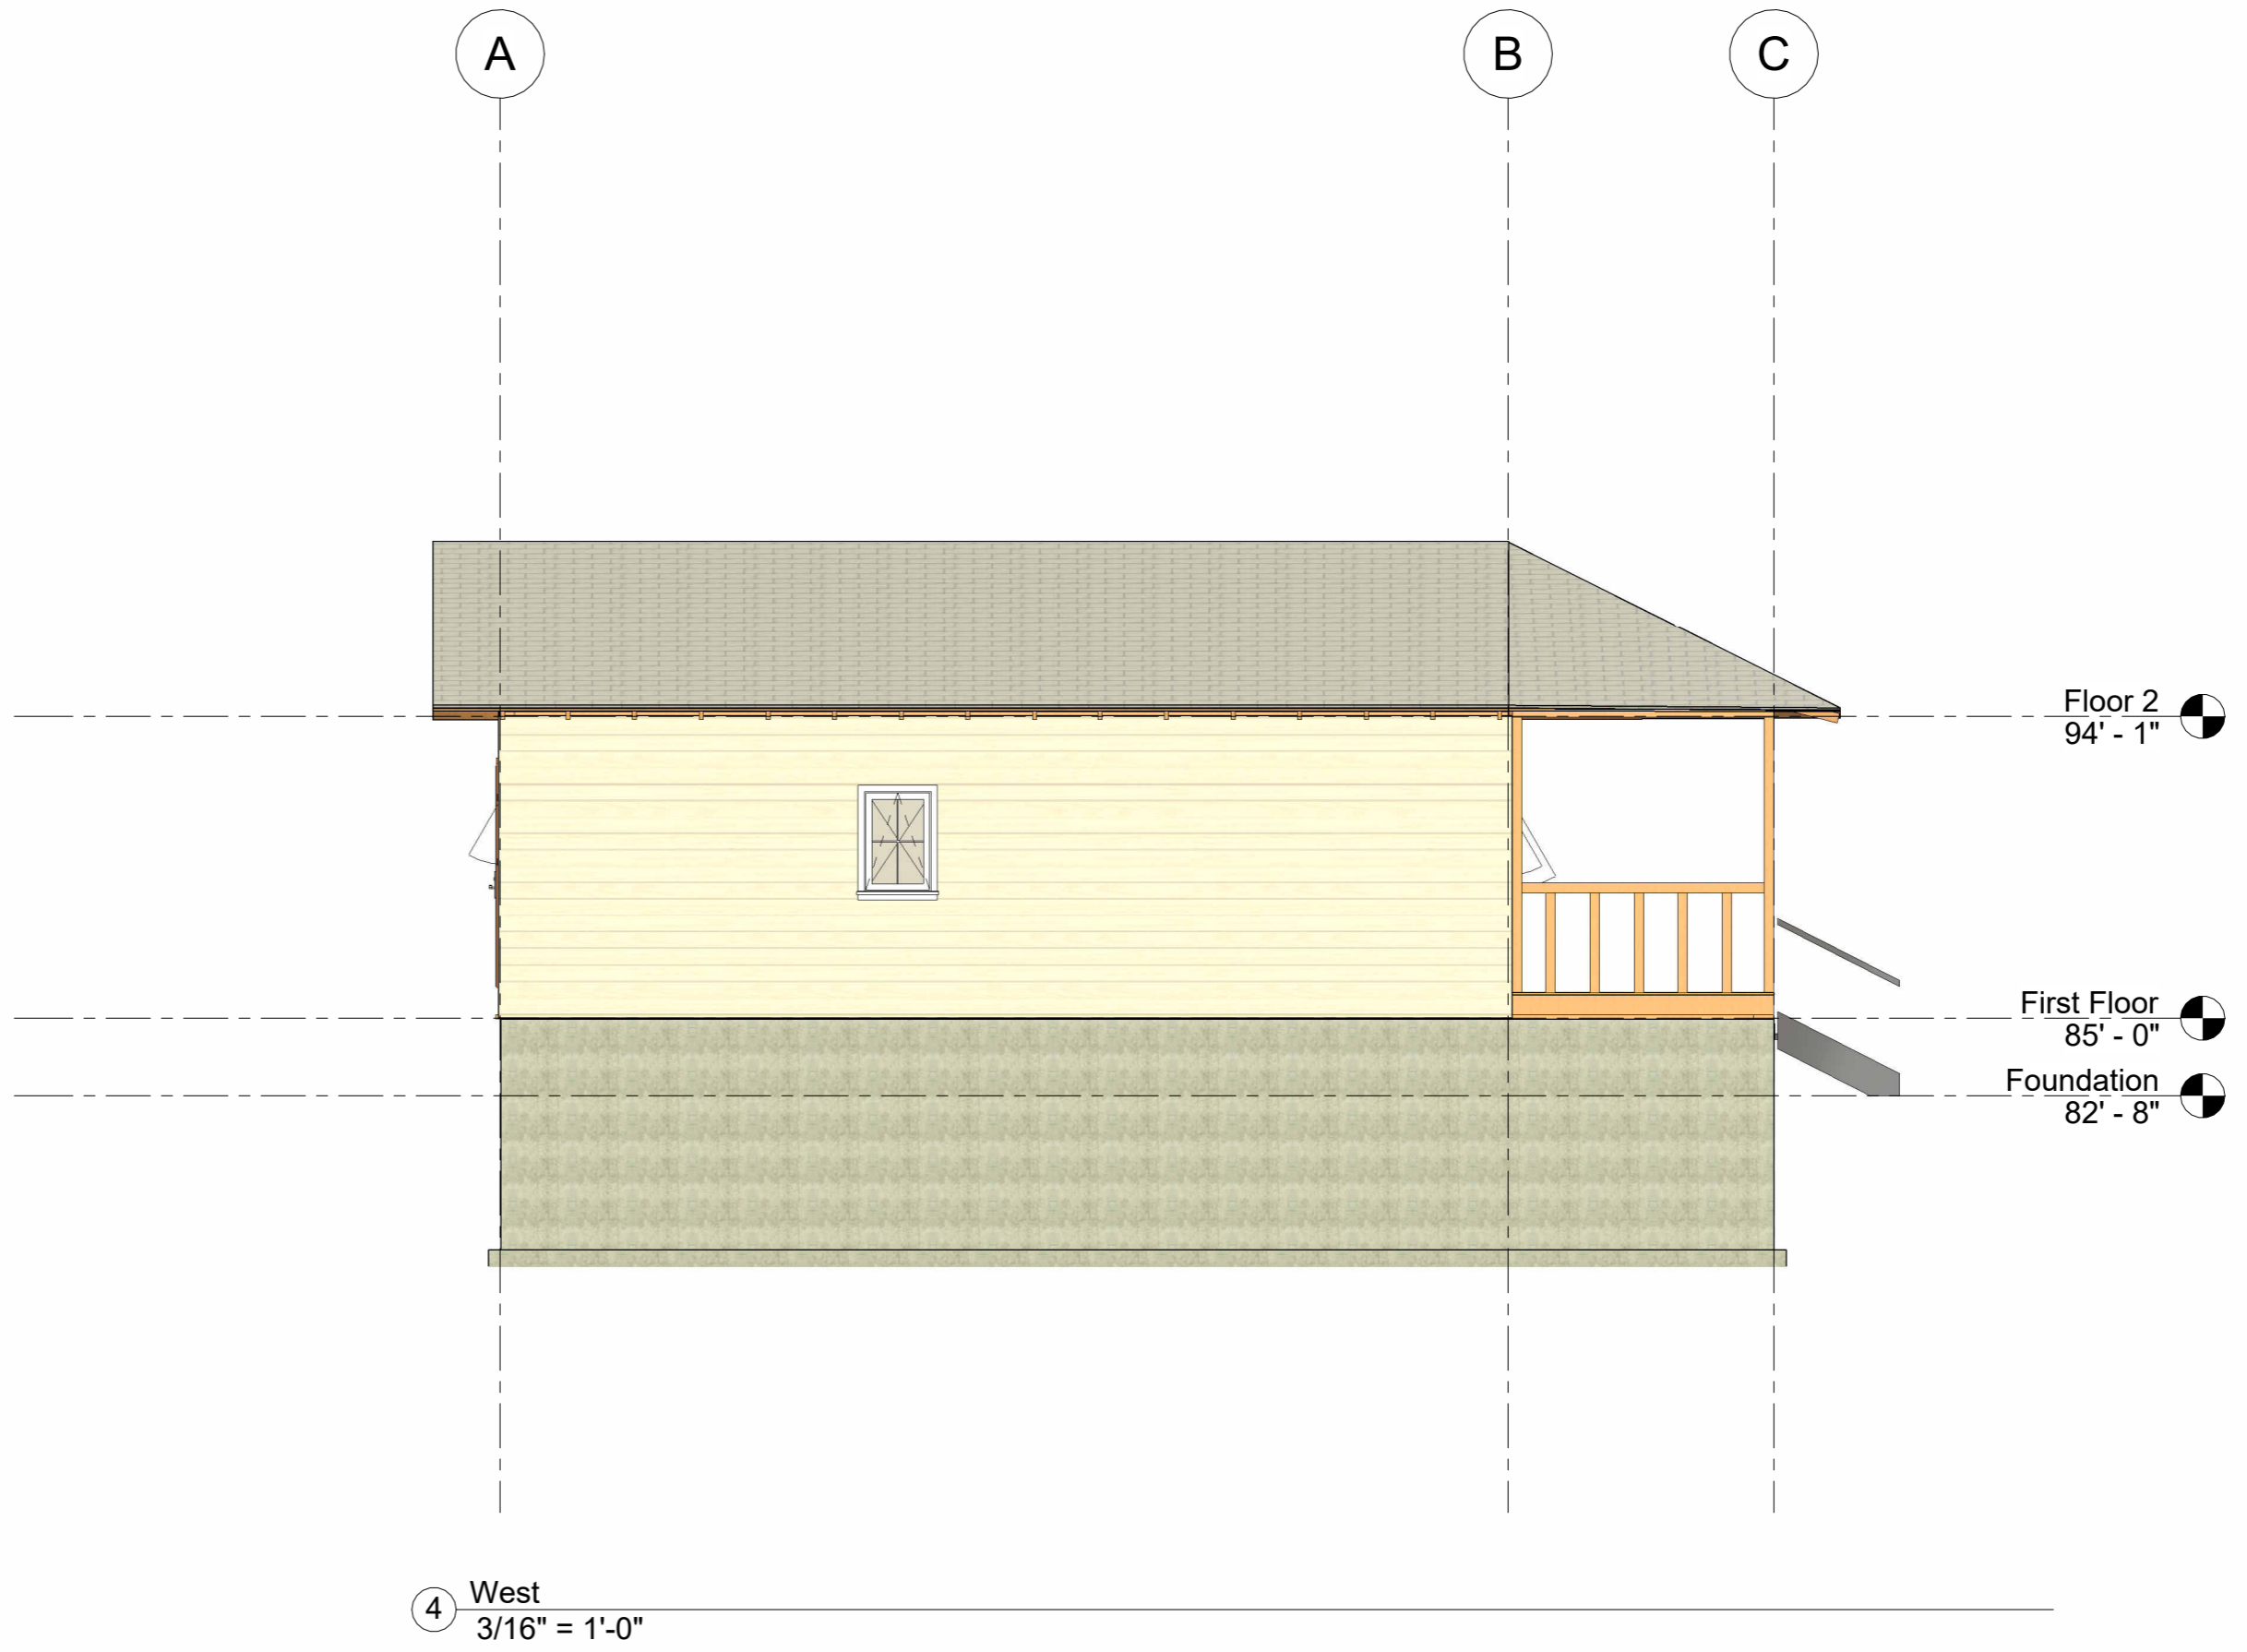 A
B
C
Floor 2
94' - 1"
First Floor
85' - 0"
Foundation
82' - 8"
4
West
3/16" = 1'-0"